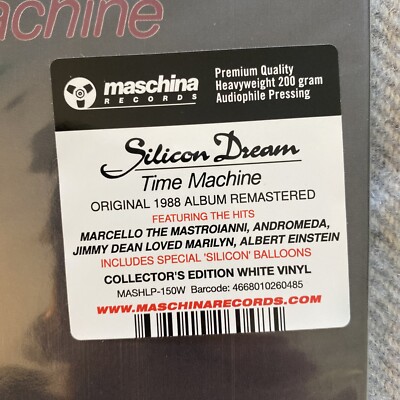 achine
maschina
RECORDS
Premium Quality
Heavyweight 200 gram
Audiophile Pressing
Silicon Dream
Time Machine
ORIGINAL 1988 ALBUM REMASTERED
FEATURING THE HITS
MARCELLO THE MASTROIANNI, ANDROMEDA,
JIMMY DEAN LOVED MARILYN, ALBERT EINSTEIN
INCLUDES SPECIAL 'SILICON' BALLOONS
COLLECTOR'S EDITION WHITE VINYL
MASHLP-150W Barcode: 4668010260485
WWW.MASCHINARECORDS.COM